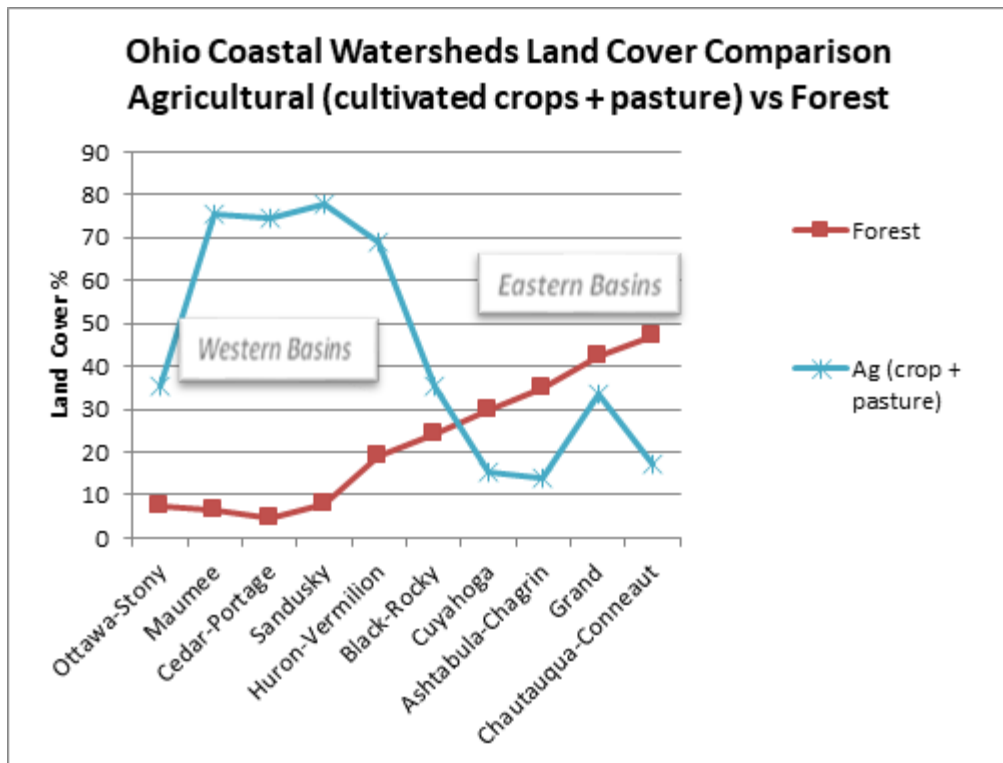 Ohio Coastal Watersheds Land Cover Comparison
Agricultural (cultivated crops + pasture) vs Forest
90
80
70
60
50
40
30
20
10
0
Land Cover %
Western Basins
Eastern Basins
Forest
Ag (crop +
pasture)
Ottawa-Stony
Maumee
Cedar-Portage
Sandusky
Huron-Vermilion
Black-Rocky
Cuyahoga
Ashtabula-Chagrin
Grand
Chautauqua-Conneaut